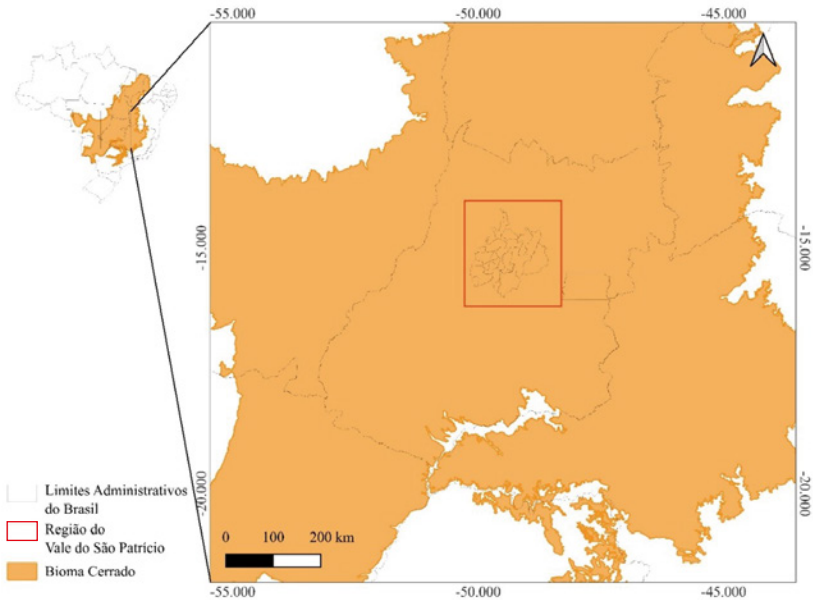 -55.000
-50.000
-45.000
-15.000
-15.000
-20.000
-20.0000
Limites Administrativos
do Brasil
Região do
Vale do São Patrício
Bioma Cerrado
0 100 200 km
-55.000
-50.000
-45.000